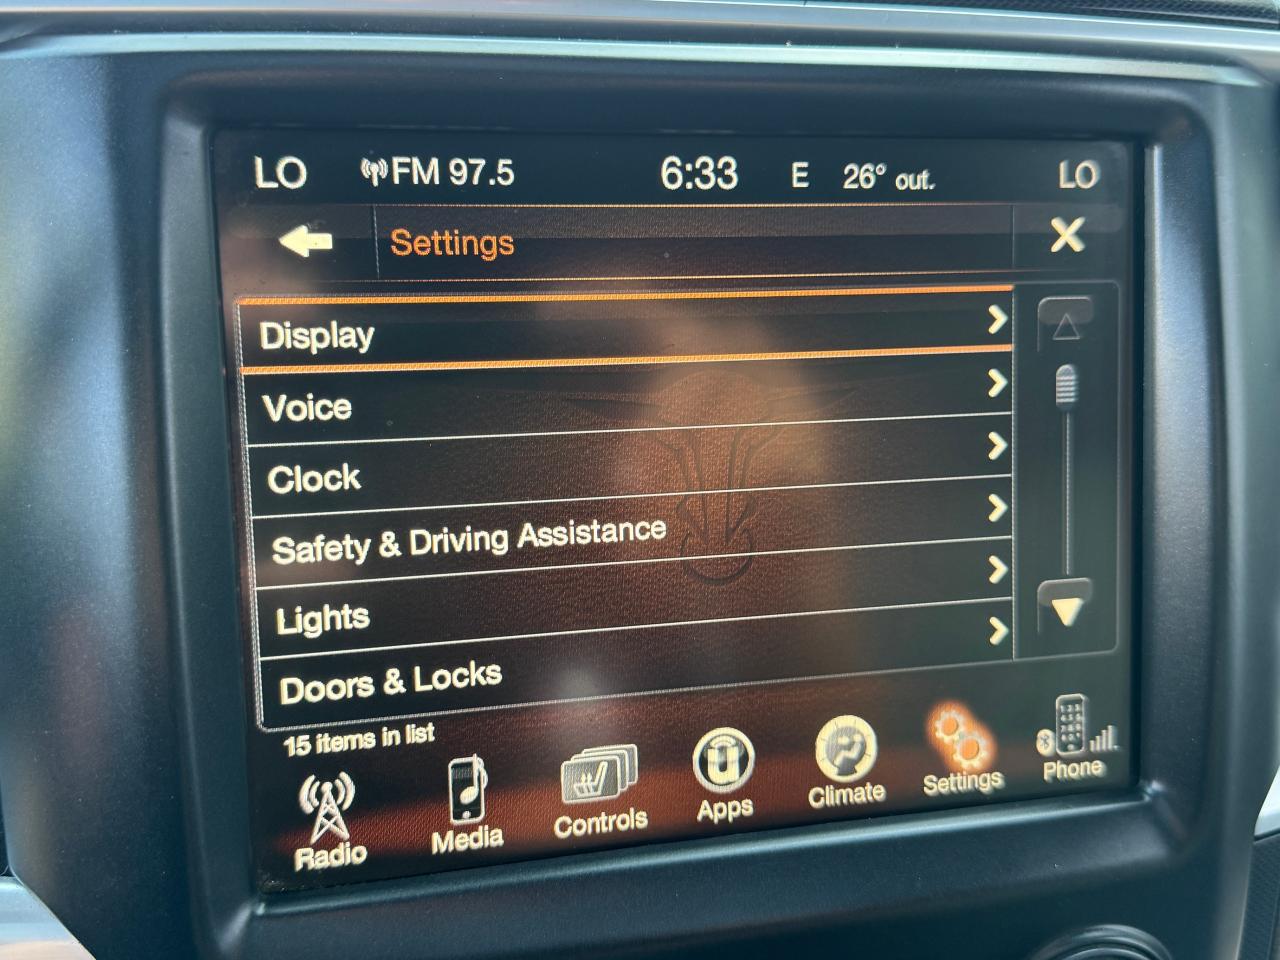 LO FM 97.5 6:33 E 26° out. LO
Settings X
Display
Voice
Clock
Safety & Driving Assistance
Lights
Doors & Locks
15 items in list
Radio Media Controls Apps Climate Settings Phone